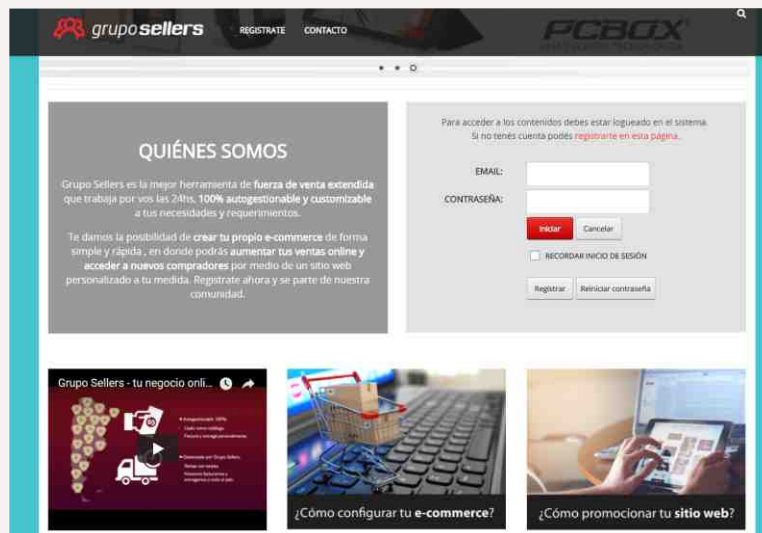 grupo sellers
REGISTRATE CONTACTO
PCBOX
QUIÉNES SOMOS
Grupo Sellers es la mejor herramienta de fuerza de venta extendida
que trabaja por vos las 24hs, 100% autogestionable y customizable
a tus necesidades y requerimientos.
Te damos la posibilidad de crear tu propio e-commerce de forma
simple y rápida , en donde podrás aumentar tus ventas online y
acceder a nuevos compradores por medio de un sitio web
personalizado a tu medida. Registrate ahora y se parte de nuestra
comunidad.
Para acceder a los contenidos debes estar logueado en el sistema.
Si no tenés cuenta podés registrarte en esta página.
EMAIL:
CONTRASEÑA:
Iniciar Cancelar
RECORDAR INICIO DE SESIÓN
Registrar Reiniciar contraseña
Grupo Sellers - tu negocio onli...
¿Cómo configurar tu e-commerce?
¿Cómo promocionar tu sitio web?